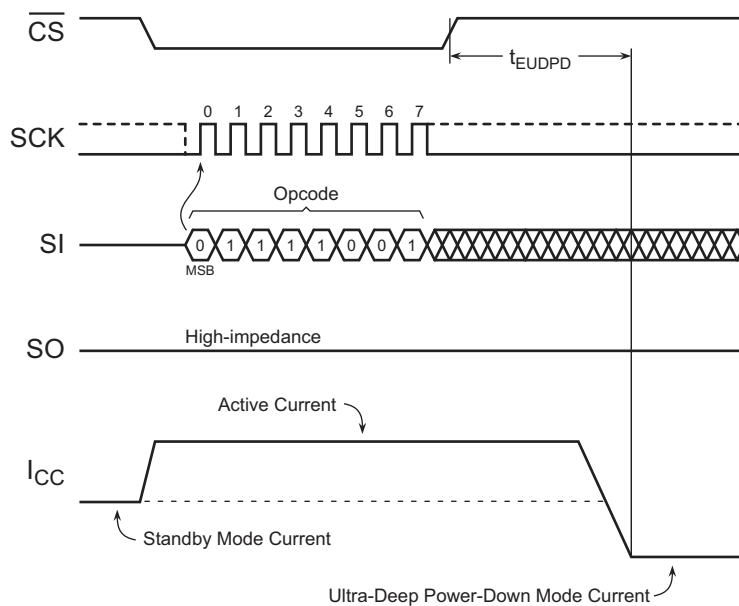 CS
tEUDPD
0 1 2 3 4 5 6 7
SCK
Opcode
SI
0 1 1 1 1 0 0 1
MSB
High-impedance
SO
Active Current
ICC
Standby Mode Current
Ultra-Deep Power-Down Mode Current